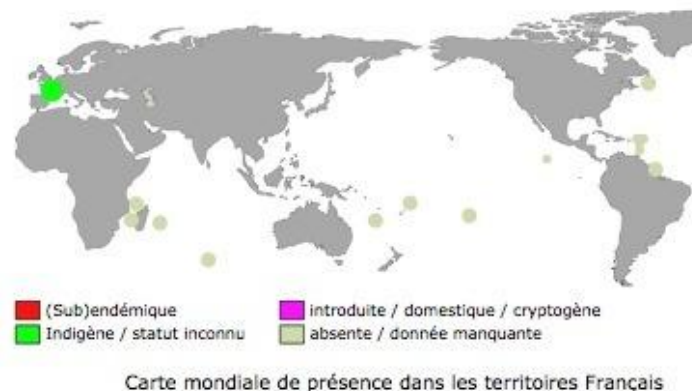 (Sub)endémique
introduite / domestique / cryptogène
Indigène / statut inconnu
absente / donnée manquante
Carte mondiale de présence dans les territoires Français